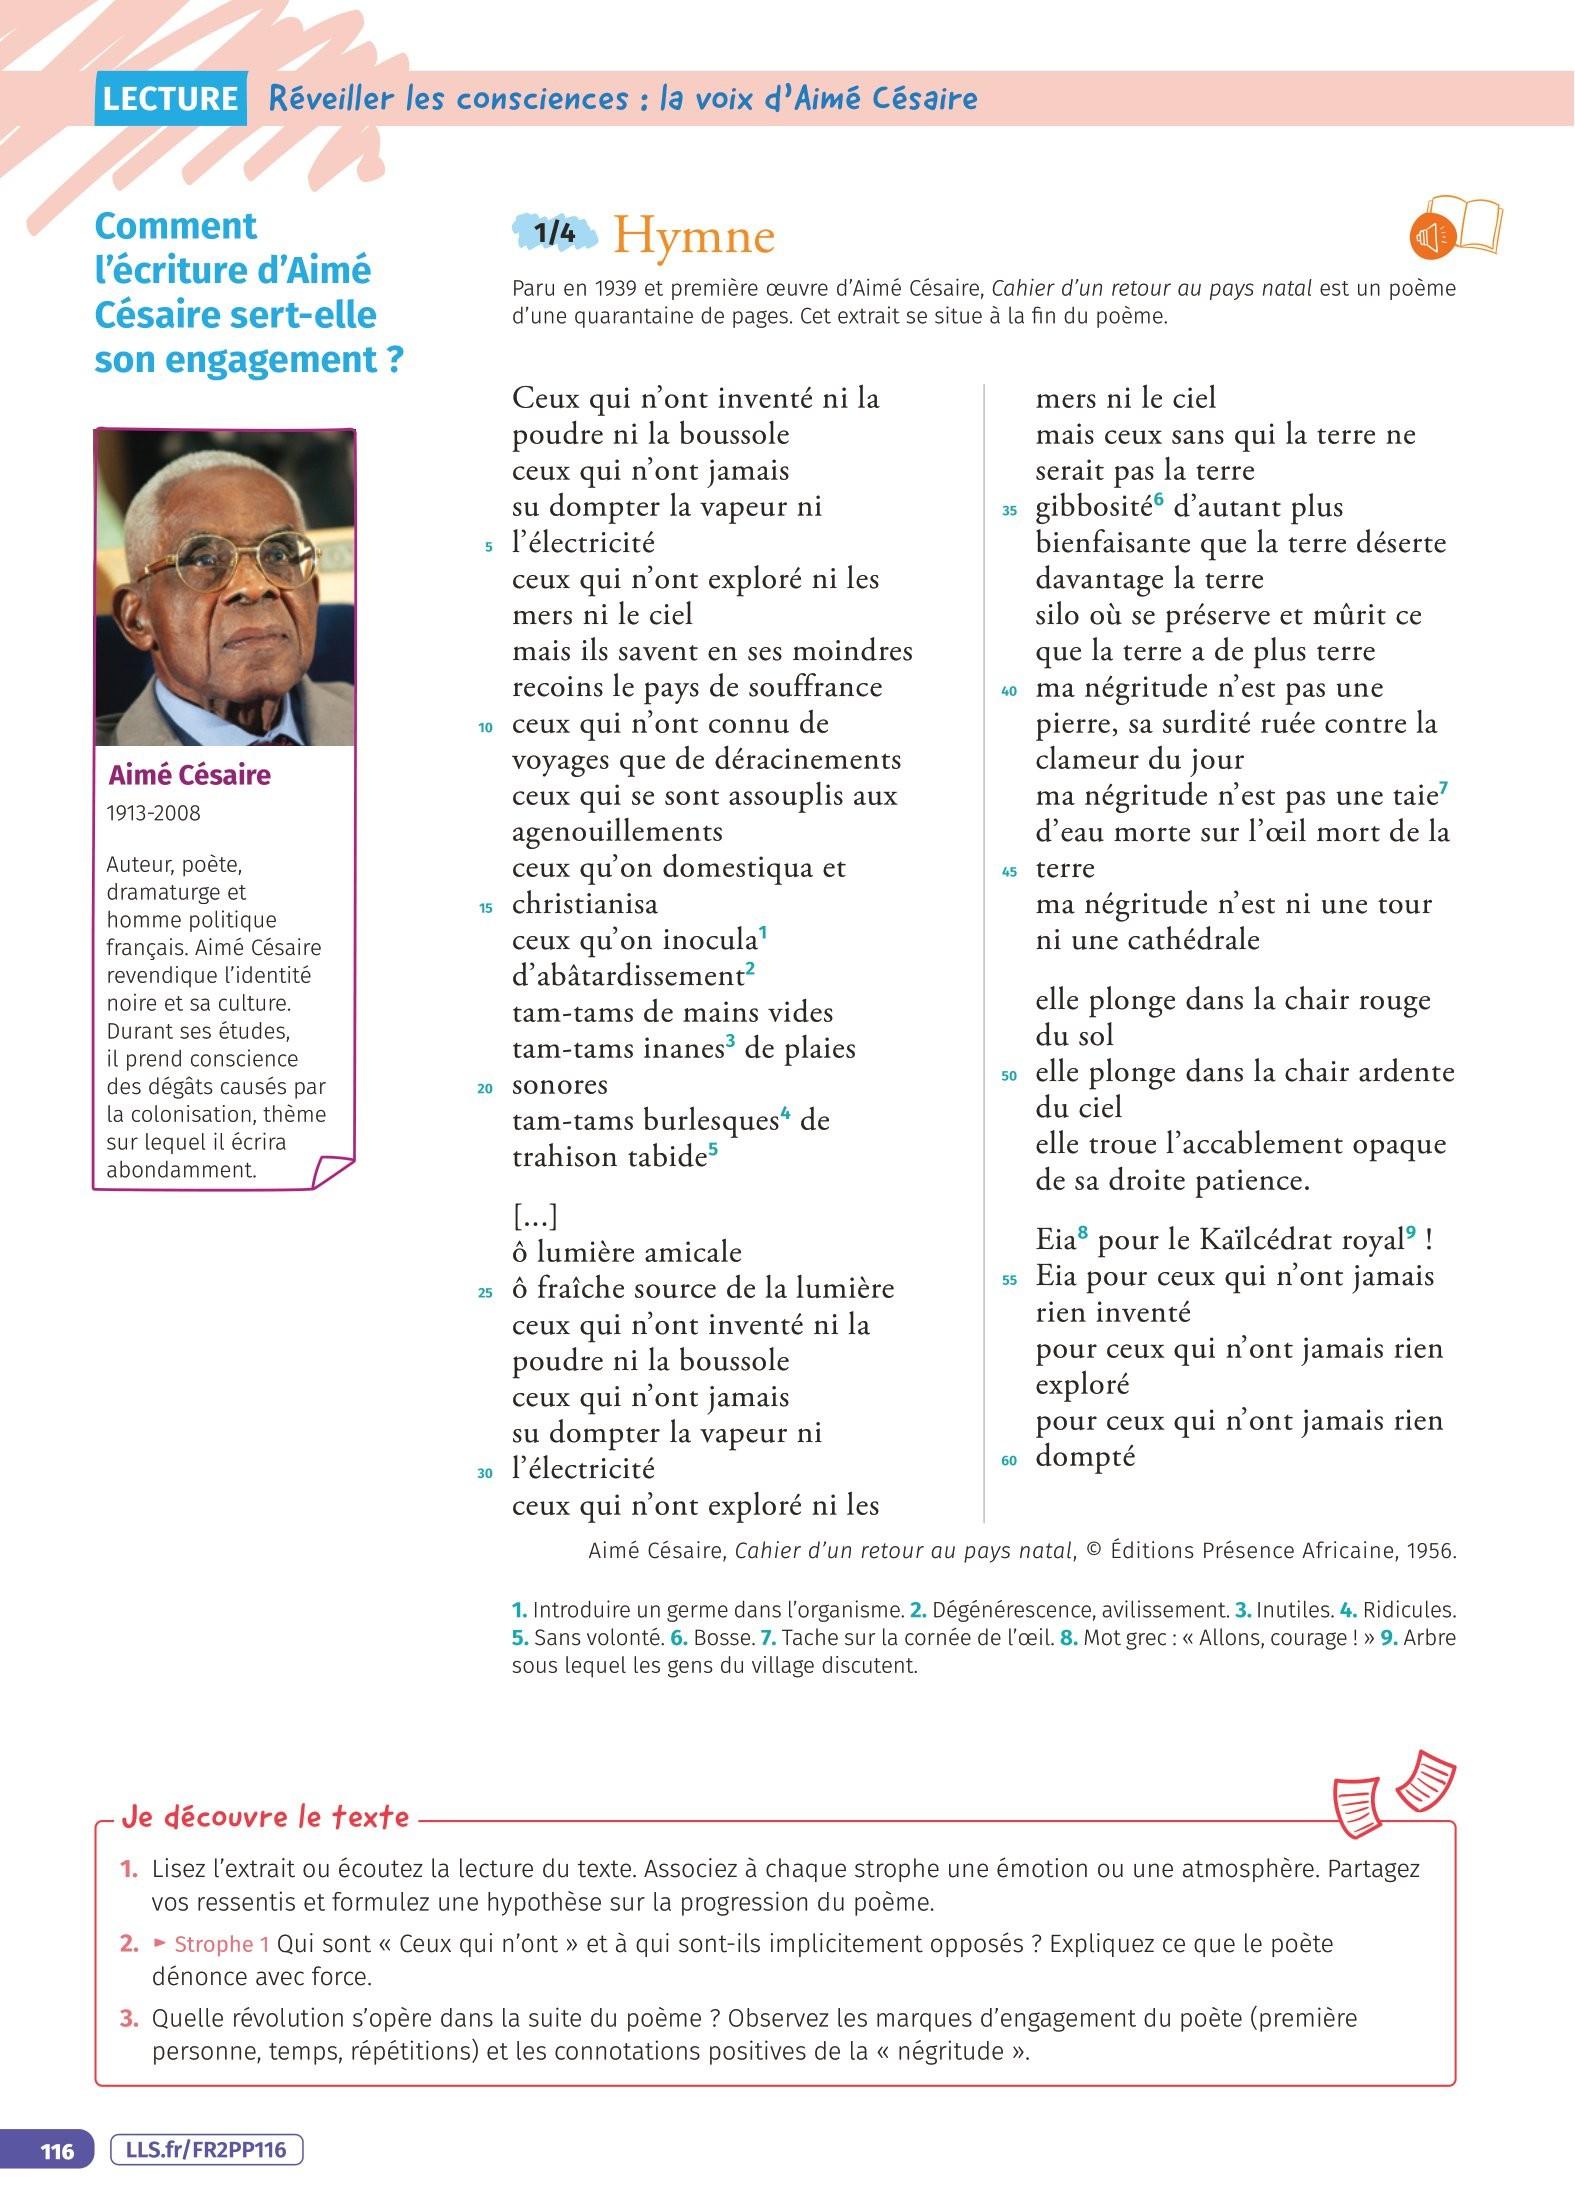 LECTURE Réveiller les consciences : la voix d'Aimé Césaire
Comment
l'écriture d'Aimé
Césaire sert-elle
son engagement ?
Aimé Césaire
1913-2008
Auteur, poète,
dramaturge et
homme politique
français. Aimé Césaire
revendique l'identité
noire et sa culture.
Durant ses études,
il prend conscience
des dégâts causés par
la colonisation, thème
sur lequel il écrira
abondamment.
1/4 Hymne
Paru en 1939 et première œuvre d'Aimé Césaire, Cahier d'un retour au pays natal est un poème
d'une quarantaine de pages. Cet extrait se situe à la fin du poème.
Ceux qui n'ont inventé ni la
poudre ni la boussole
ceux qui n'ont jamais
su dompter la vapeur ni
5 l'électricité
ceux qui n'ont exploré ni les
mers ni le ciel
mais ils savent en ses moindres
recoins le pays de souffrance
10 ceux qui n'ont connu de
voyages que de déracinements
ceux qui se sont assouplis aux
agenouillements
ceux qu'on domestiqua et
15 christianisa
ceux qu'on inocula1
d'abâtardissement2
tam-tams de mains vides
tam-tams inanes3 de plaies
20 sonores
tam-tams burlesques4 de
trahison tabide5
[...]
ô lumière amicale
25 ô fraîche source de la lumière
ceux qui n'ont inventé ni la
poudre ni la boussole
ceux qui n'ont jamais
su dompter la vapeur ni
30 l'électricité
ceux qui n'ont exploré ni les
mers ni le ciel
mais ceux sans qui la terre ne
serait pas la terre
35 gibbosité6 d'autant plus
bienfaisante que la terre déserte
davantage la terre
silo où se préserve et mûrit ce
que la terre a de plus terre
40 ma négritude n'est pas une
pierre, sa surdité ruée contre la
clameur du jour
ma négritude n'est pas une taie7
d'eau morte sur l'œil mort de la
45 terre
ma négritude n'est ni une tour
ni une cathédrale
elle plonge dans la chair rouge
du sol
50 elle plonge dans la chair ardente
du ciel
elle troue l'accablement opaque
de sa droite patience.
Eia8 pour le Kaïlcédrat royal9 !
55 Eia pour ceux qui n'ont jamais
rien inventé
pour ceux qui n'ont jamais rien
exploré
pour ceux qui n'ont jamais rien
60 dompté
Aimé Césaire, Cahier d'un retour au pays natal, © Éditions Présence Africaine, 1956.
1. Introduire un germe dans l'organisme. 2. Dégénérescence, avilissement. 3. Inutiles. 4. Ridicules.
5. Sans volonté. 6. Bosse. 7. Tache sur la cornée de l'œil. 8. Mot grec : « Allons, courage ! » 9. Arbre
sous lequel les gens du village discutent.
Je découvre le texte
1. Lisez l'extrait ou écoutez la lecture du texte. Associez à chaque strophe une émotion ou une atmosphère. Partagez
vos ressentis et formulez une hypothèse sur la progression du poème.
2. ► Strophe 1 Qui sont « Ceux qui n'ont » et à qui sont-ils implicitement opposés ? Expliquez ce que le poète
dénonce avec force.
3. Quelle révolution s'opère dans la suite du poème ? Observez les marques d'engagement du poète (première
personne, temps, répétitions) et les connotations positives de la « négritude ».
116 LLS.fr/FR2PP116